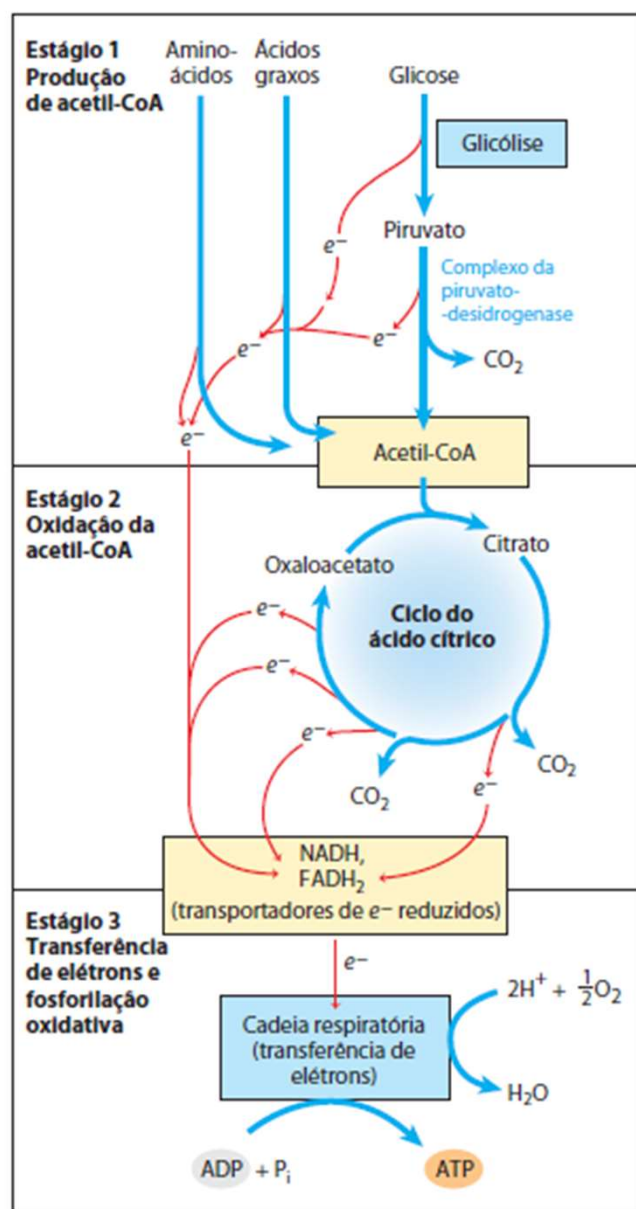 Estágio 1
Produção
de acetil-CoA
Amino-
ácidos
Ácidos
graxos
Glicose
Glicólise
e−
Piruvato
Complexo da
piruvato-
-desidrogenase
e−
e−
CO₂
e−
Acetil-CoA
Estágio 2
Oxidação da
acetil-CoA
Oxaloacetato
Citrato
e−
Ciclo do
ácido cítrico
e−
e−
CO₂
e−
CO₂
NADH,
FADH₂
(transportadores de e− reduzidos)
Estágio 3
Transferência
de elétrons e
fosforilação
oxidativa
e−
2H⁺ + ½O₂
Cadeia respiratória
(transferência de
elétrons)
H₂O
ADP + Pᵢ
ATP